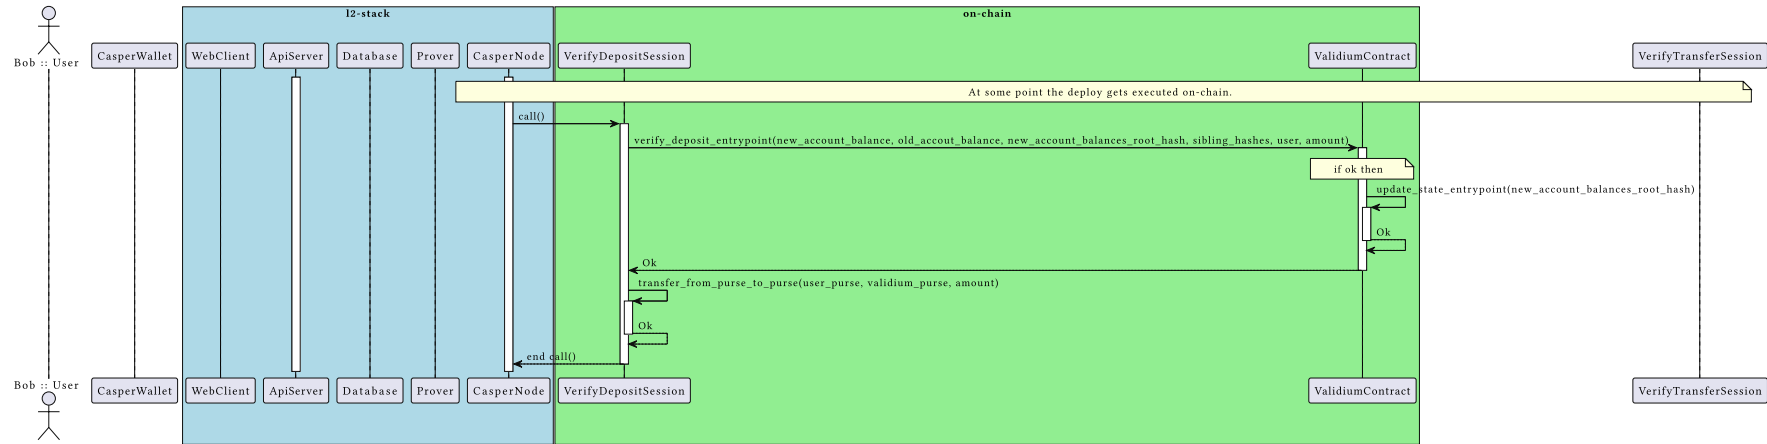 l2-stack
on-chain
Bob :: User
CasperWallet
WebClient
ApiServer
Database
Prover
CasperNode
VerifyDepositSession
ValidiumContract
VerifyTransferSession
At some point the deploy gets executed on-chain.
call()
verify_deposit_entrypoint(new_account_balance, old_accout_balance, new_account_balances_root_hash, sibling_hashes, user, amount)
if ok then
update_state_entrypoint(new_account_balances_root_hash)
Ok
Ok
transfer_from_purse_to_purse(user_purse, validium_purse, amount)
Ok
end call()
Bob :: User
CasperWallet
WebClient
ApiServer
Database
Prover
CasperNode
VerifyDepositSession
ValidiumContract
VerifyTransferSession